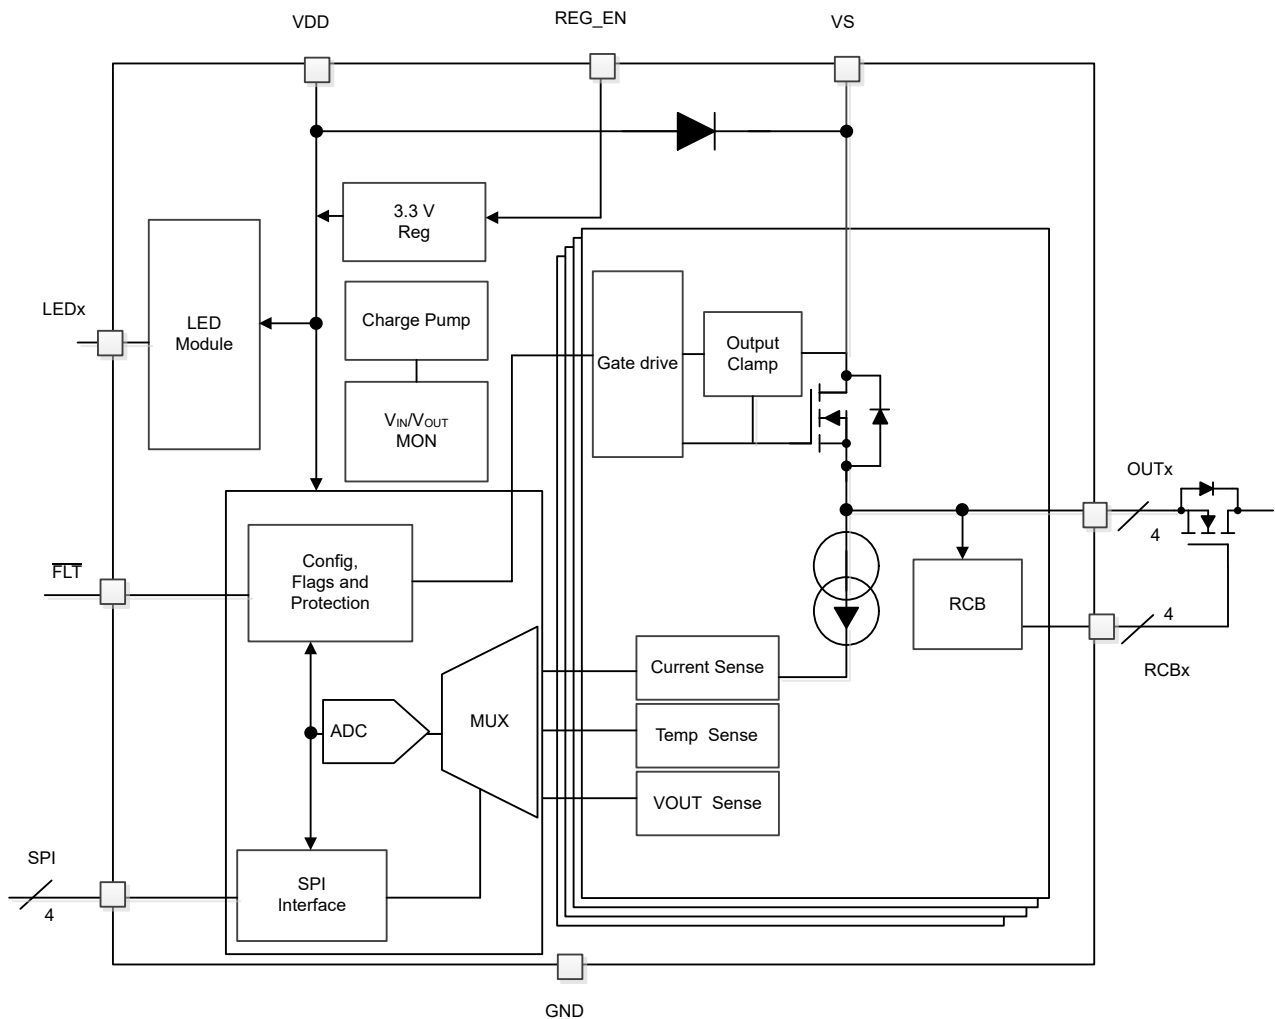 VDD
REG_EN
VS
3.3 V
Reg
LEDx
LED
Module
Charge Pump
VIN/VOUT
MON
Gate drive
Output
Clamp
OUTx
4
FLT
Config,
Flags and
Protection
RCB
4
RCBx
Current Sense
ADC
MUX
Temp Sense
VOUT Sense
SPI
4
SPI
Interface
GND